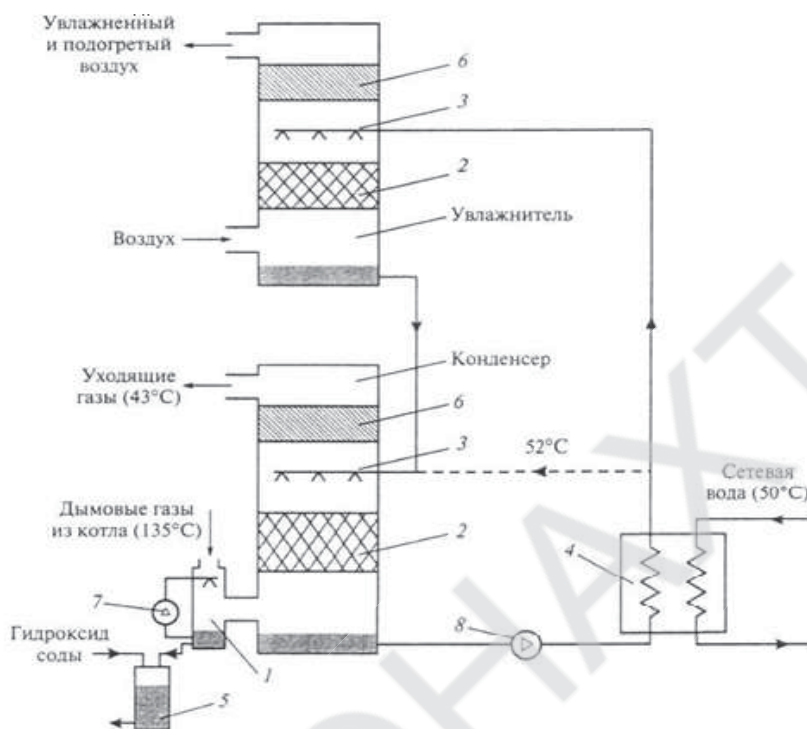 Увлажненный
и подогретый
воздух
6
3
2
Увлажнитель
Воздух
Конденсер
Уходящие
газы (43°C)
6
3
52°C
Сетевая
вода (50°C)
Дымовые газы
из котла (135°C)
2
4
7
8
Гидроксид
соды
1
5